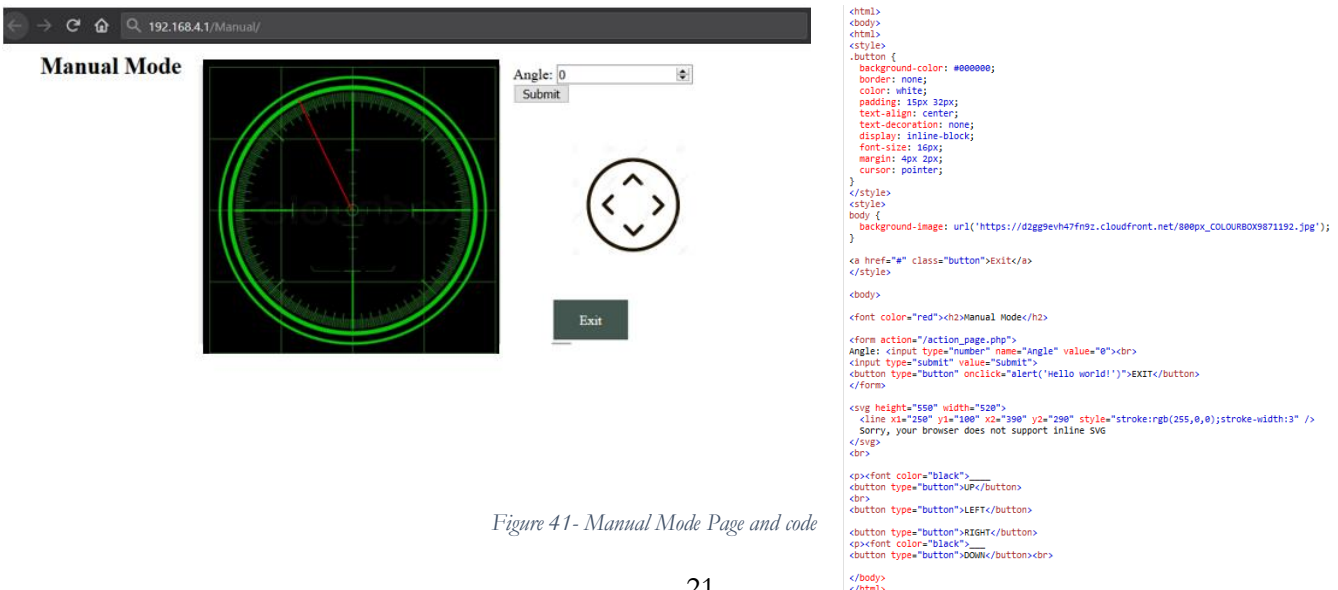 192.168.4.1/Manual/
Manual Mode
Angle: 0
Submit
Exit
Figure 41- Manual Mode Page and code
21
<html>
<body>
<html>
<style>
.button {
background-color: #000000;
border: none;
color: white;
padding: 15px 32px;
text-align: center;
text-decoration: none;
display: inline-block;
font-size: 16px;
margin: 4px 2px;
cursor: pointer;
}
</style>
<style>
body {
background-image: url('https://d2gg9evh47fn9z.cloudfront.net/800px_COLOURBOX9871192.jpg');
}
<a href="#" class="button">Exit</a>
</style>
<body>
<font color="red"><h2>Manual Mode</h2>
<form action="/action_page.php">
Angle: <input type="number" name="Angle" value="0"><br>
<input type="submit" value="Submit">
<button type="button" onclick="alert('Hello world!')">EXIT</button>
</form>
<svg height="550" width="520">
<line x1="250" y1="100" x2="390" y2="290" style="stroke:rgb(255,0,0);stroke-width:3" />
Sorry, your browser does not support inline SVG
</svg>
<br>
<p><font color="black">____
<button type="button">UP</button>
<br>
<button type="button">LEFT</button>
<button type="button">RIGHT</button>
<p><font color="black">___
<button type="button">DOWN</button><br>
</body>
</html>